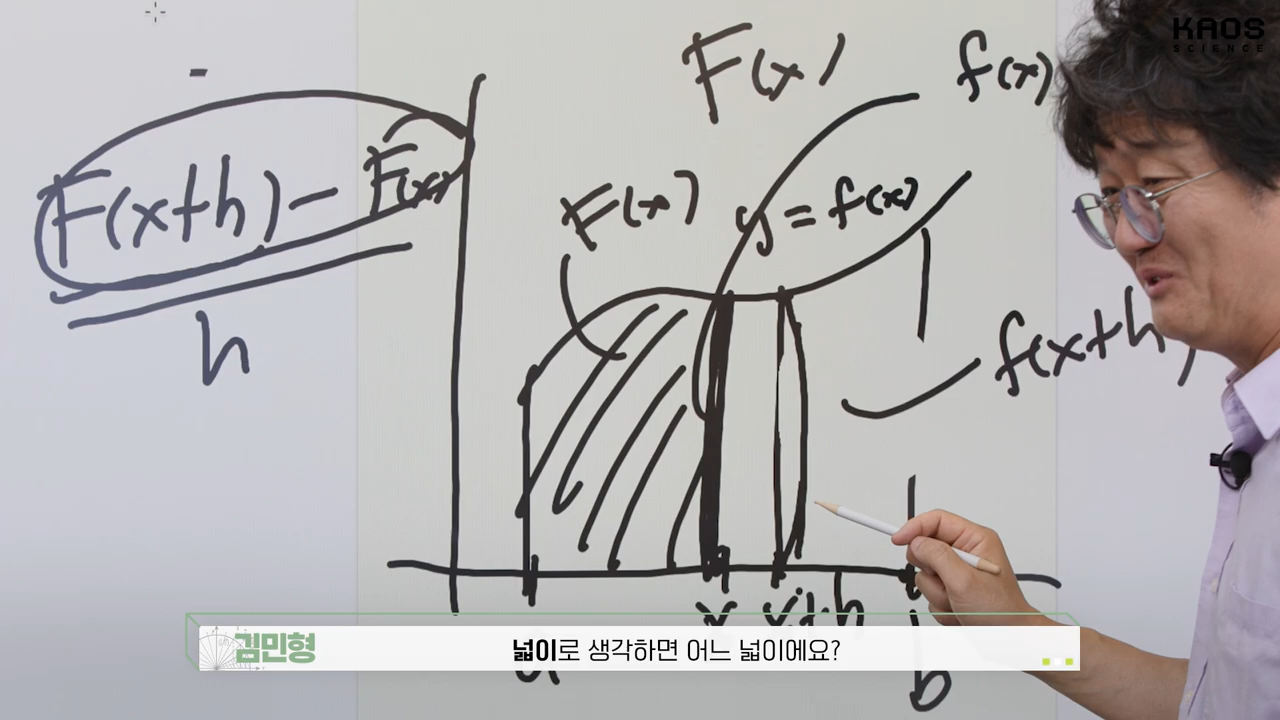 KAOS
SCIENCE
F(x)
f(x)
F(x+h) - F(x)
h
F(x)
y = f(x)
f(x+h)
x
x+h
b
김민형
넓이로 생각하면 어느 넓이에요?